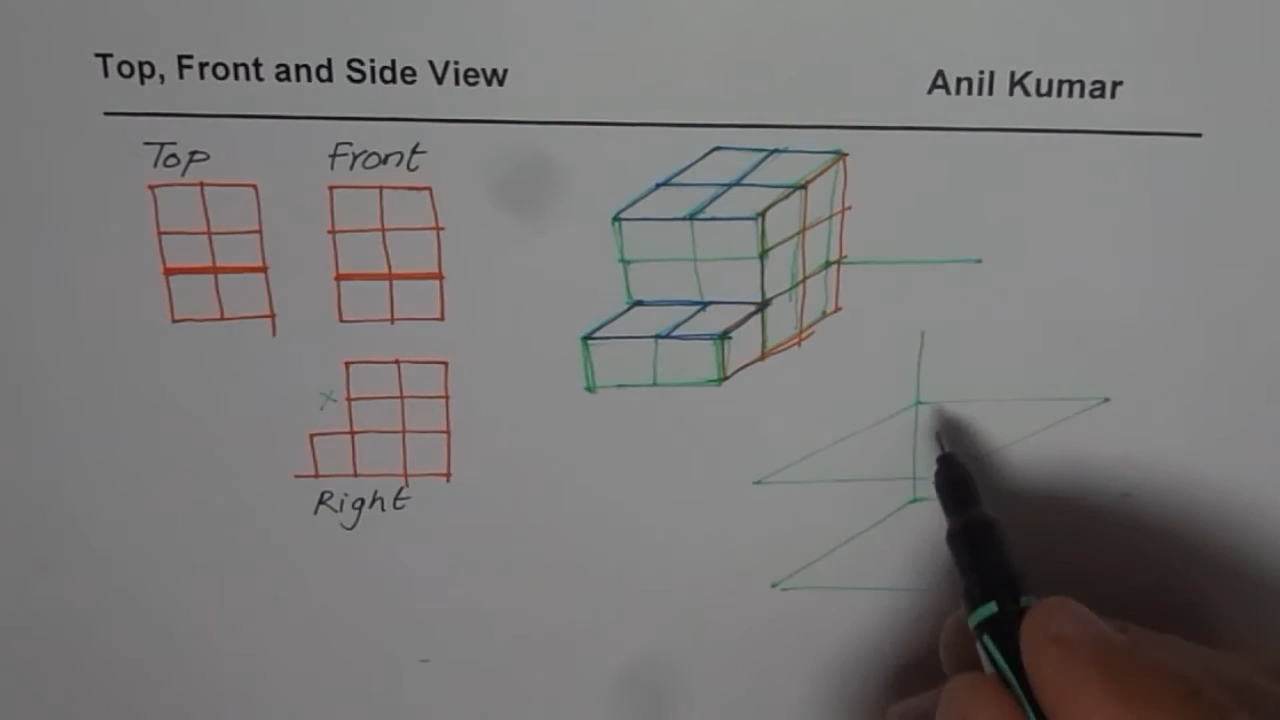 Top, Front and Side View
Anil Kumar
Top
Front
x
Right